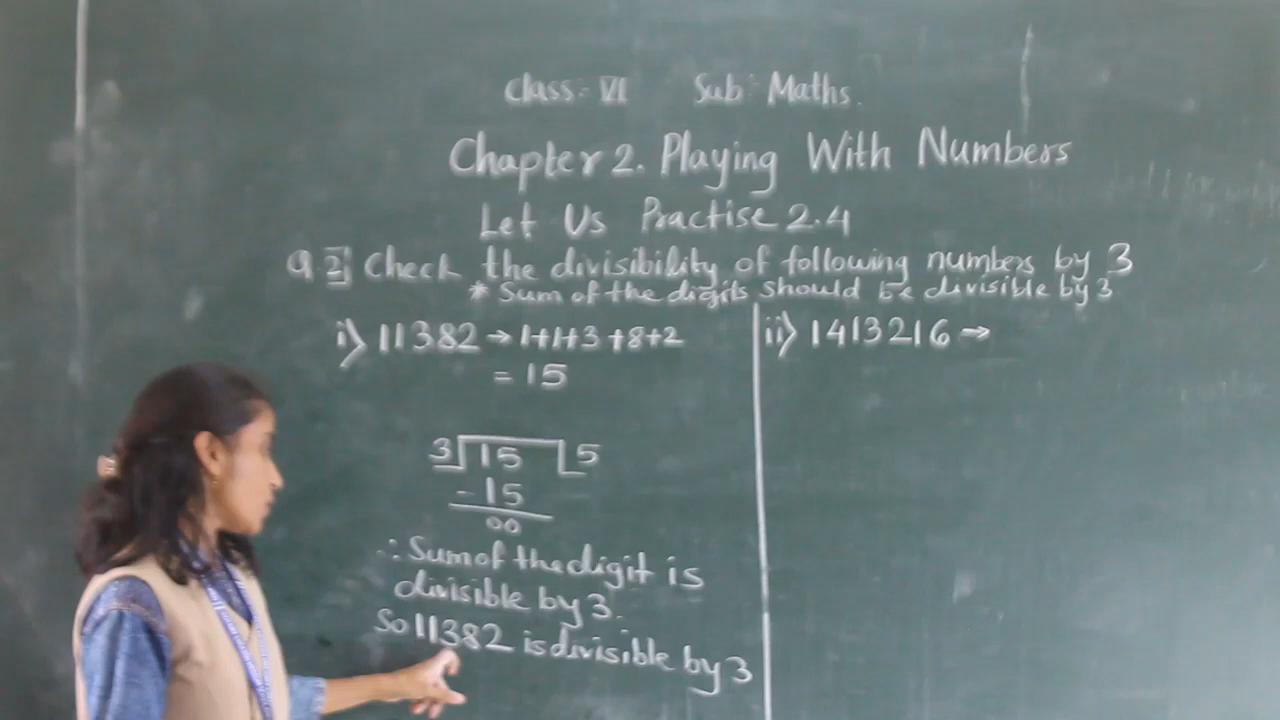 Class: VI Sub: Maths.
Chapter 2. Playing With Numbers
Let Us Practise 2.4
Q.2] Check the divisibility of following numbers by 3
* Sum of the digits should be divisible by 3
i) 11382 → 1+1+3+8+2
= 15
3 15 5
- 15
00
∴ Sum of the digit is
divisible by 3.
So 11382 is divisible by 3
ii) 1413216 →